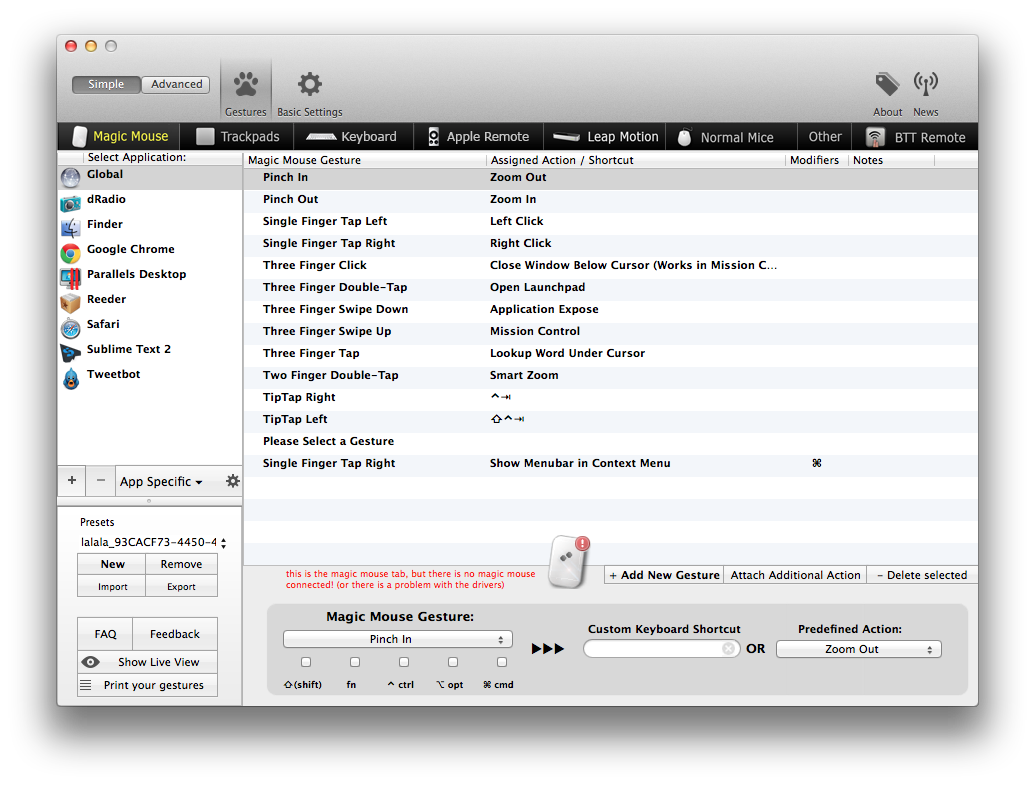 Simple Advanced
Gestures Basic Settings About News
Magic Mouse Trackpads Keyboard Apple Remote Leap Motion Normal Mice Other BTT Remote
Select Application:
Global
dRadio
Finder
Google Chrome
Parallels Desktop
Reeder
Safari
Sublime Text 2
Tweetbot
+ − App Specific
Presets
lalala_93CACF73-4450-4
New Remove
Import Export
FAQ Feedback
Show Live View
Print your gestures
Magic Mouse Gesture Assigned Action / Shortcut Modifiers Notes
Pinch In Zoom Out
Pinch Out Zoom In
Single Finger Tap Left Left Click
Single Finger Tap Right Right Click
Three Finger Click Close Window Below Cursor (Works in Mission C...
Three Finger Double-Tap Open Launchpad
Three Finger Swipe Down Application Expose
Three Finger Swipe Up Mission Control
Three Finger Tap Lookup Word Under Cursor
Two Finger Double-Tap Smart Zoom
TipTap Right ⌃⇥
TipTap Left ⇧⌃⇥
Please Select a Gesture
Single Finger Tap Right Show Menubar in Context Menu ⌘
this is the magic mouse tab, but there is no magic mouse
connected! (or there is a problem with the drivers)
+ Add New Gesture Attach Additional Action − Delete selected
Magic Mouse Gesture:
Pinch In
⇧(shift) fn ⌃ ctrl ⌥ opt ⌘ cmd
Custom Keyboard Shortcut
OR
Predefined Action:
Zoom Out